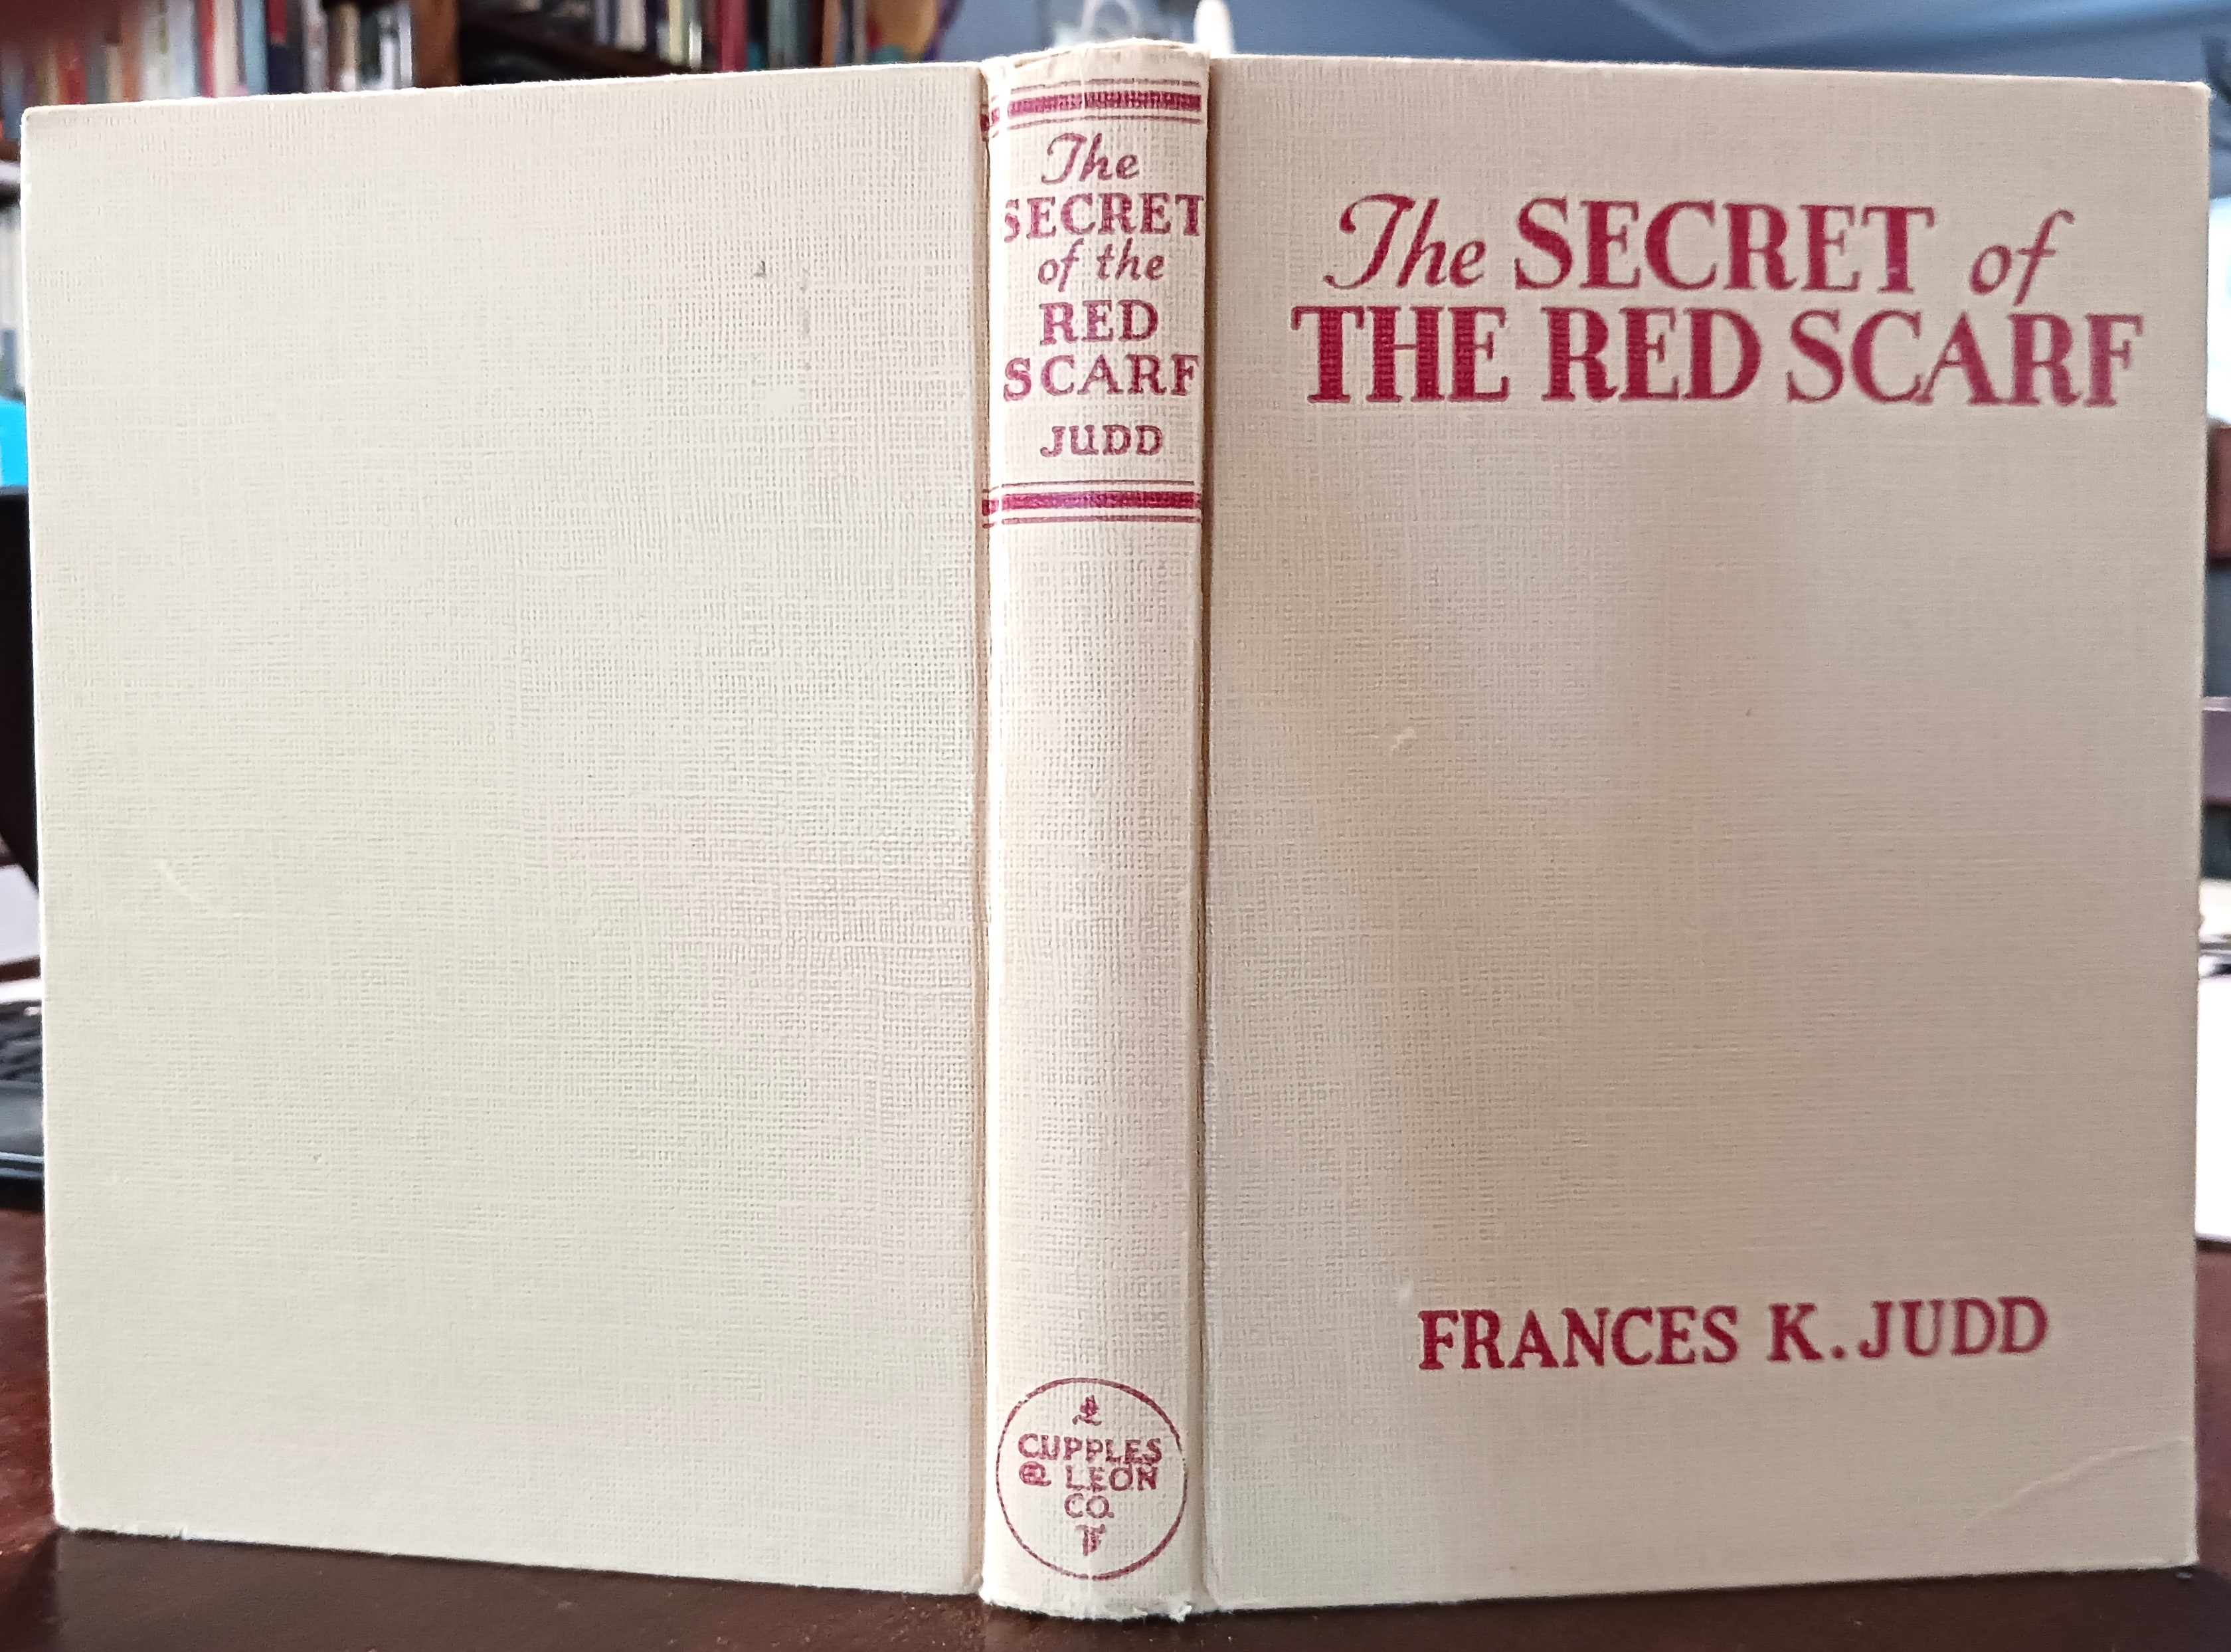 The
SECRET
of the
RED
SCARF
JUDD
CUPPLES
& LEON
CO.
The SECRET of
THE RED SCARF
FRANCES K. JUDD